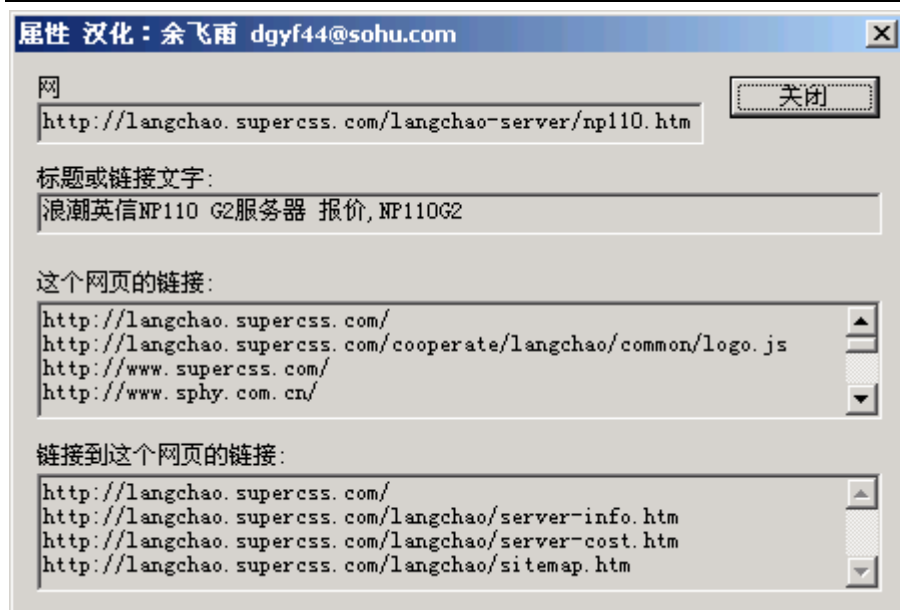 属性 汉化：余飞雨 dgyf44@sohu.com
网
关闭
http://langchao.supercss.com/langchao-server/np110.htm
标题或链接文字:
浪潮英信NP110 G2服务器 报价,NP110G2
这个网页的链接:
http://langchao.supercss.com/
http://langchao.supercss.com/cooperate/langchao/common/logo.js
http://www.supercss.com/
http://www.sphy.com.cn/
链接到这个网页的链接:
http://langchao.supercss.com/
http://langchao.supercss.com/langchao/server-info.htm
http://langchao.supercss.com/langchao/server-cost.htm
http://langchao.supercss.com/langchao/sitemap.htm